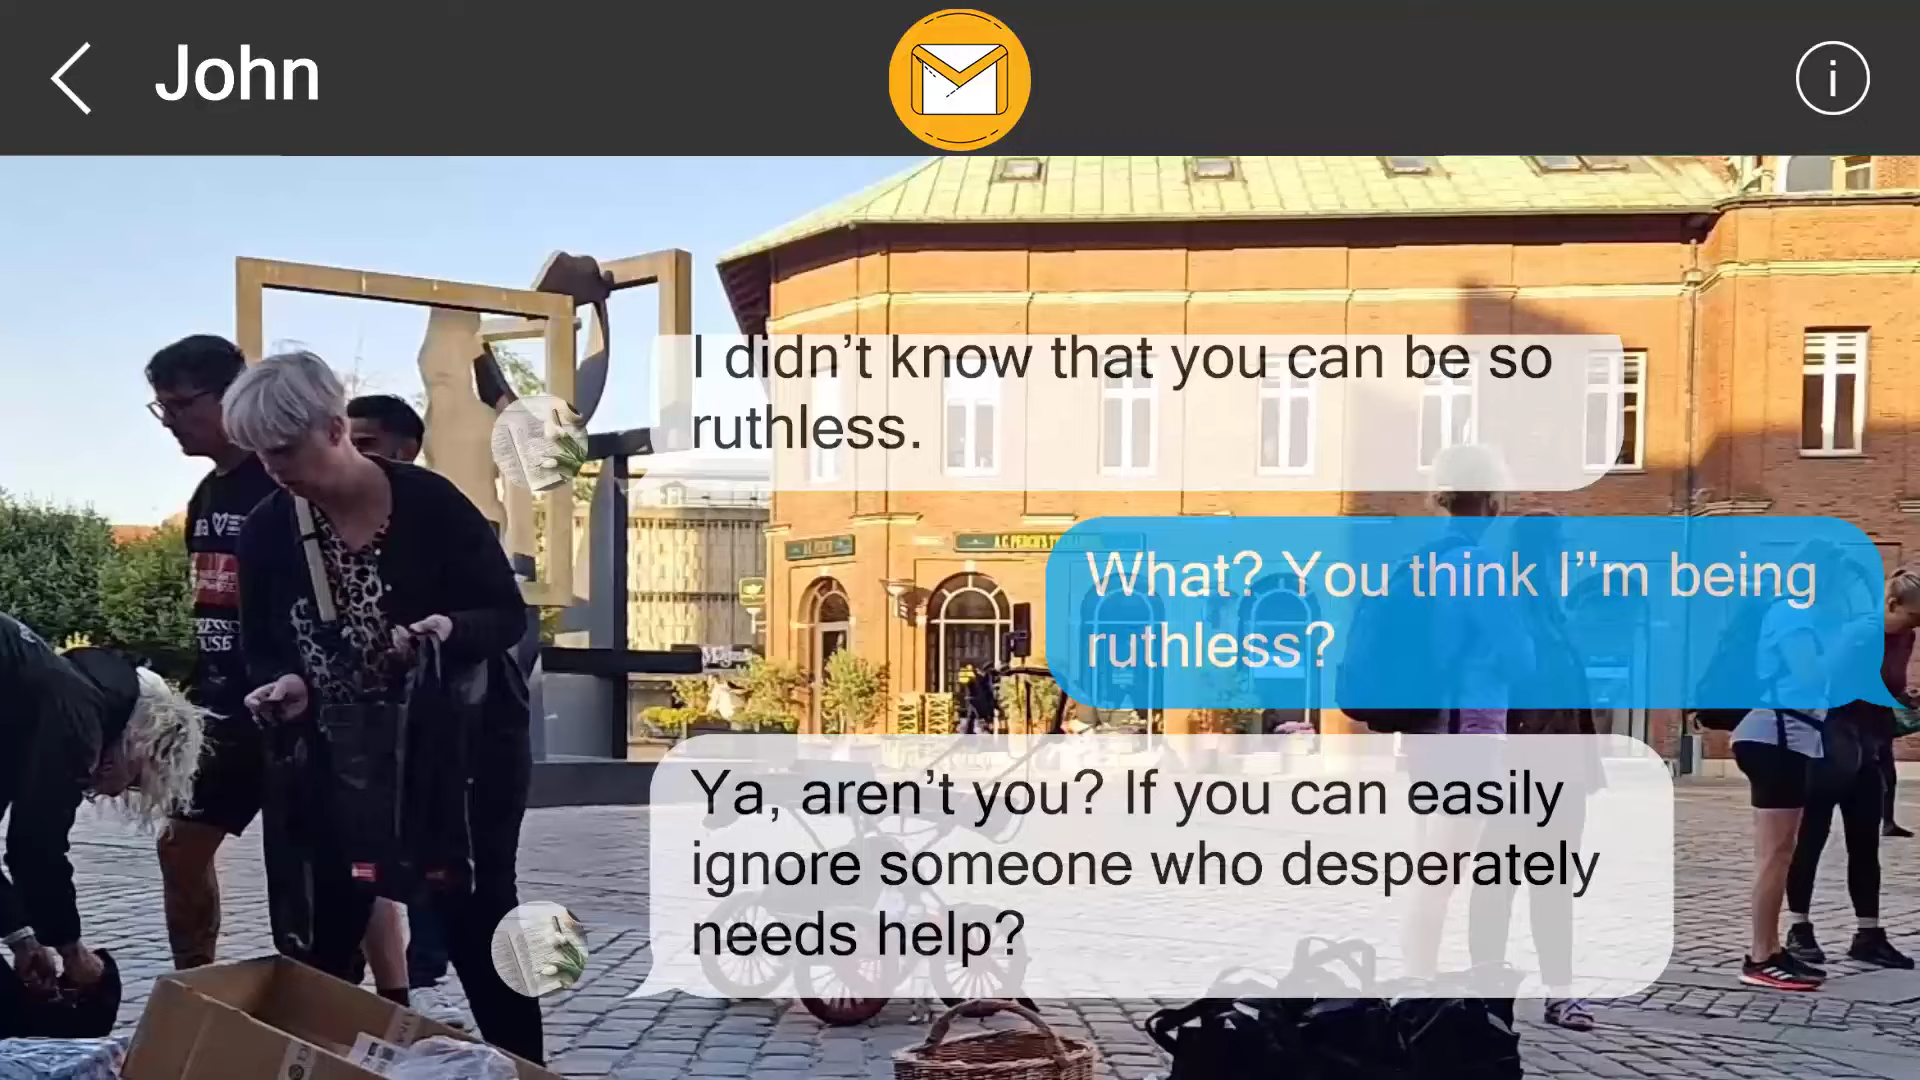 John
I didn’t know that you can be so
ruthless.
What? You think I"m being
ruthless?
Ya, aren’t you? If you can easily
ignore someone who desperately
needs help?